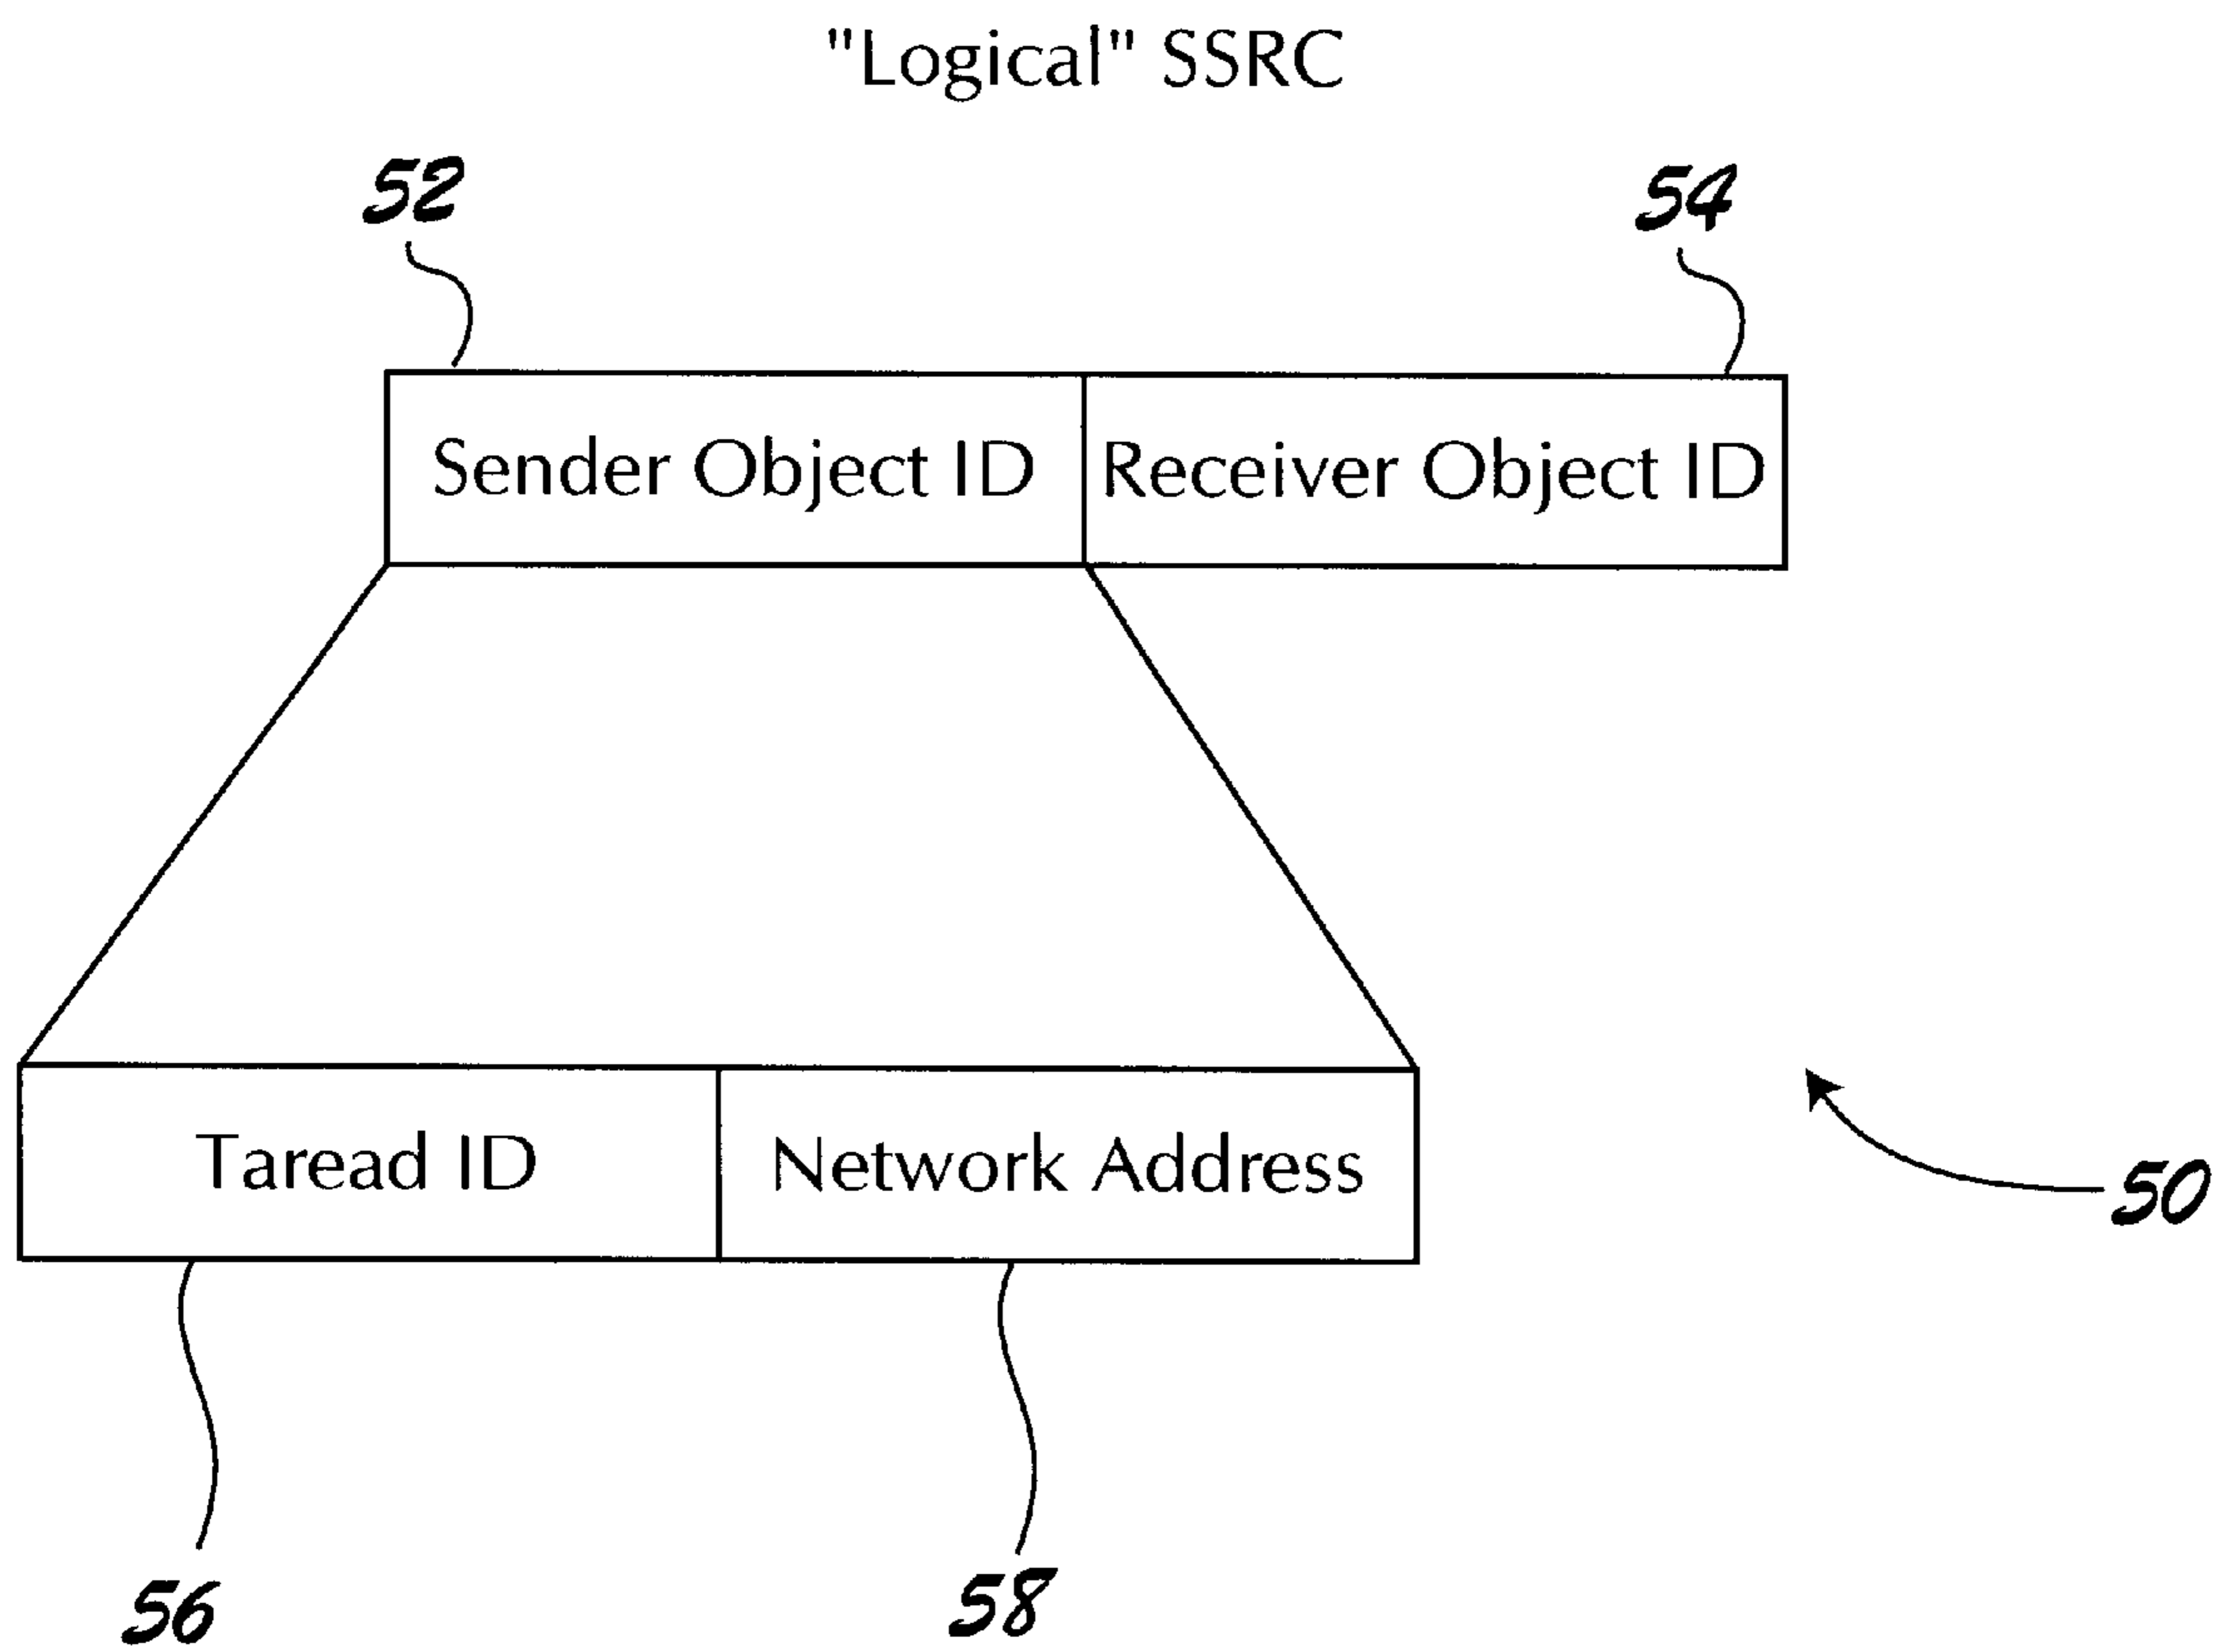 "Logical" SSRC
52
54
Sender Object ID
Receiver Object ID
Taread ID
Network Address
50
56
58